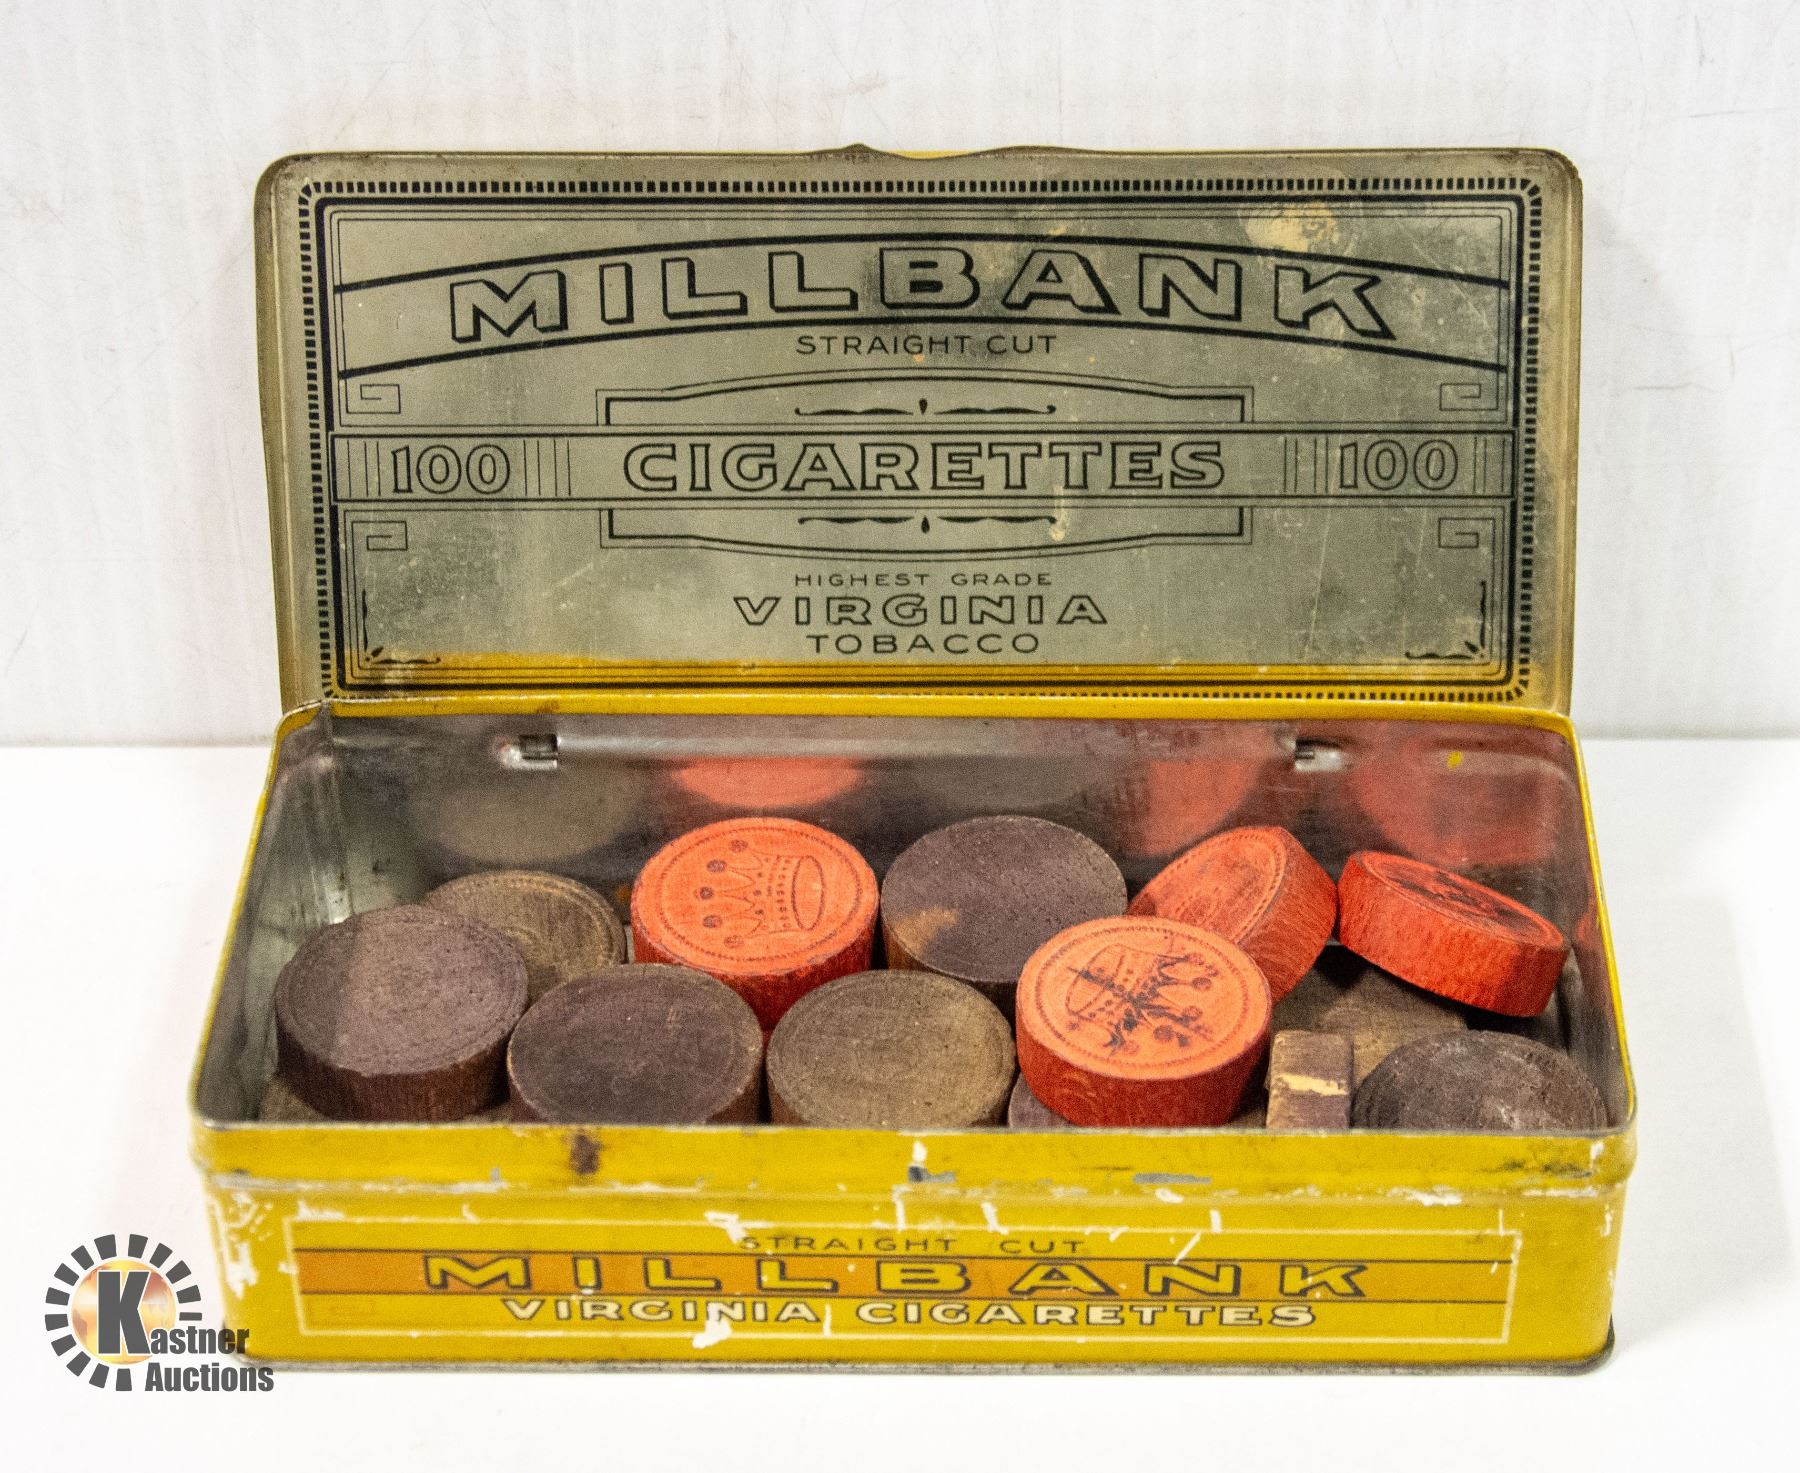 MILLBANK
STRAIGHT CUT
100 CIGARETTES 100
HIGHEST GRADE
VIRGINIA
TOBACCO
STRAIGHT CUT
MILLBANK
VIRGINIA CIGARETTES
Kastner
Auctions